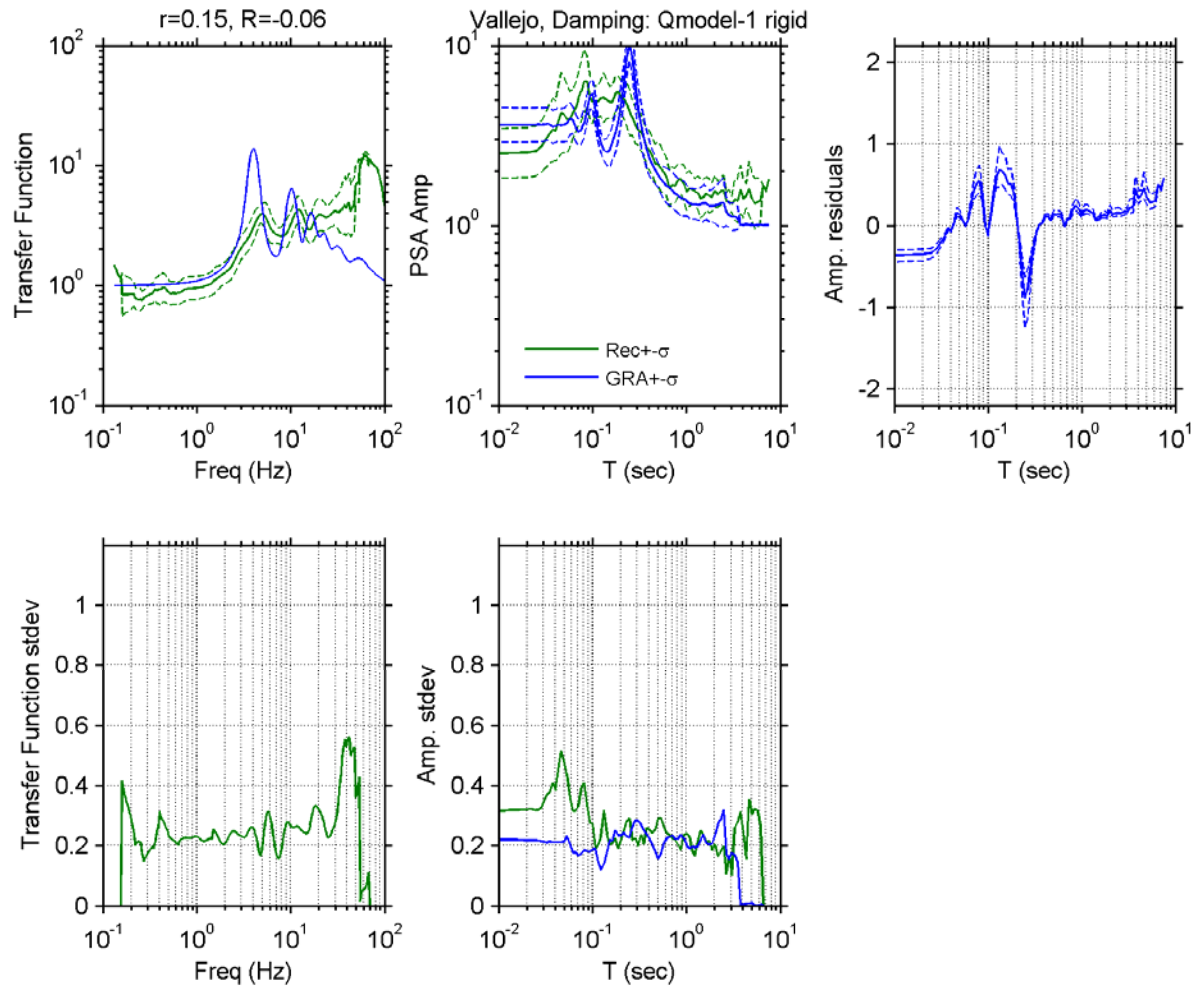 r=0.15, R=-0.06
Vallejo, Damping: Qmodel-1 rigid
Transfer Function
10^2
10^1
10^0
10^-1
10^-1 10^0 10^1 10^2
Freq (Hz)
PSA Amp
10^1
10^0
10^-1
Rec+-σ
GRA+-σ
10^-2 10^-1 10^0 10^1
T (sec)
Amp. residuals
2
1
0
-1
-2
10^-2 10^-1 10^0 10^1
T (sec)
Transfer Function stdev
1
0.8
0.6
0.4
0.2
0
10^-1 10^0 10^1 10^2
Freq (Hz)
Amp. stdev
1
0.8
0.6
0.4
0.2
0
10^-2 10^-1 10^0 10^1
T (sec)